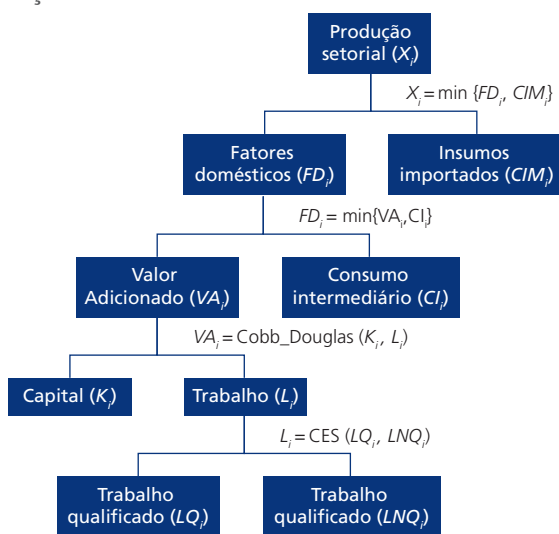 Produção
setorial (Xi)
Xi = min {FDi, CIMi}
Fatores
domésticos (FDi)
Insumos
importados (CIMi)
FDi = min{VAi,CIi}
Valor
Adicionado (VAi)
Consumo
intermediário (CIi)
VAi = Cobb_Douglas (Ki, Li)
Capital (Ki)
Trabalho (Li)
Li = CES (LQi, LNQi)
Trabalho
qualificado (LQi)
Trabalho
qualificado (LNQi)